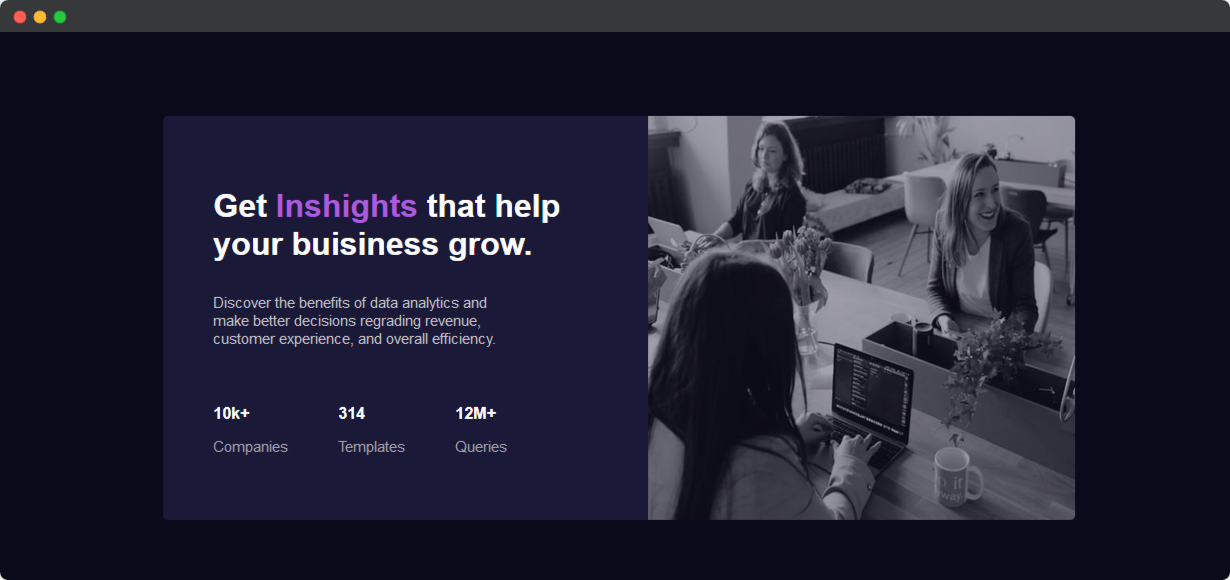 Get Inshights that help
your buisiness grow.
Discover the benefits of data analytics and
make better decisions regrading revenue,
customer experience, and overall efficiency.
10k+ 314 12M+
Companies Templates Queries